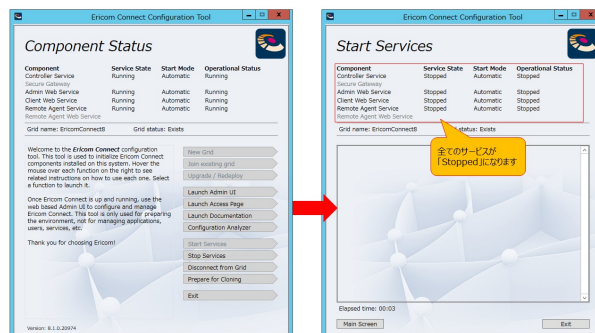 Ericom Connect Configuration Tool
Component Status
Component Service State Start Mode Operational Status
Controller Service Running Automatic Running
Secure Gateway
Admin Web Service Running Automatic Running
Client Web Service Running Automatic Running
Remote Agent Service Running Automatic Running
Remote Agent Web Service
Grid name: EricomConnect8 Grid status: Exists
Welcome to the Ericom Connect configuration
tool. This tool is used to initialize Ericom Connect
components installed on this system. Hover the
mouse over each function on the right to see
related instructions on how to use each one. Select
a function to launch it.
Once Ericom Connect is up and running, use the
web based Admin UI to configure and manage
Ericom Connect. This tool is only used for preparing
the environment, not for managing applications,
users, services, etc.
Thank you for choosing Ericom!
New Grid
Join existing grid
Upgrade / Redeploy
Launch Admin UI
Launch Access Page
Launch Documentation
Configuration Analyzer
Start Services
Stop Services
Disconnect from Grid
Prepare for Cloning
Exit
Version: 8.1.0.20974
Ericom Connect Configuration Tool
Start Services
Component Service State Start Mode Operational Status
Controller Service Stopped Automatic Stopped
Secure Gateway
Admin Web Service Stopped Automatic Stopped
Client Web Service Stopped Automatic Stopped
Remote Agent Service Stopped Automatic Stopped
Remote Agent Web Service
Grid name: EricomConnect8 status: Exists
全てのサービスが
「Stopped」になります
Elapsed time: 00:03
Main Screen
Exit